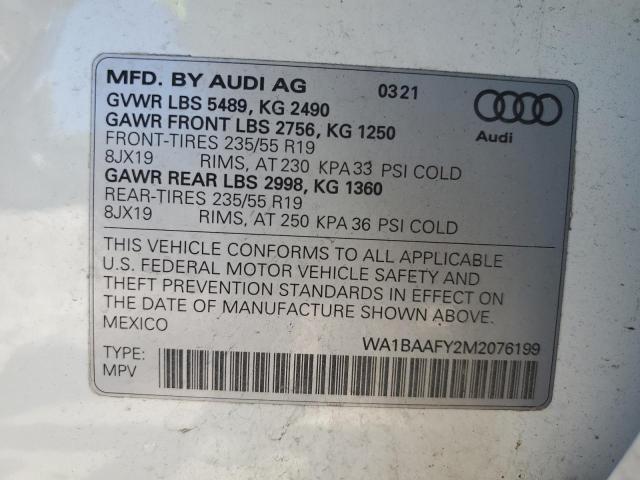 MFD. BY AUDI AG 0321
GVWR LBS 5489, KG 2490
GAWR FRONT LBS 2756, KG 1250
FRONT-TIRES 235/55 R19
8JX19 RIMS, AT 230 KPA 33 PSI COLD
GAWR REAR LBS 2998, KG 1360
REAR-TIRES 235/55 R19
8JX19 RIMS, AT 250 KPA 36 PSI COLD
Audi
THIS VEHICLE CONFORMS TO ALL APPLICABLE
U.S. FEDERAL MOTOR VEHICLE SAFETY AND
THEFT PREVENTION STANDARDS IN EFFECT ON
THE DATE OF MANUFACTURE SHOWN ABOVE.
MEXICO
WA1BAAFY2M2076199
TYPE:
MPV